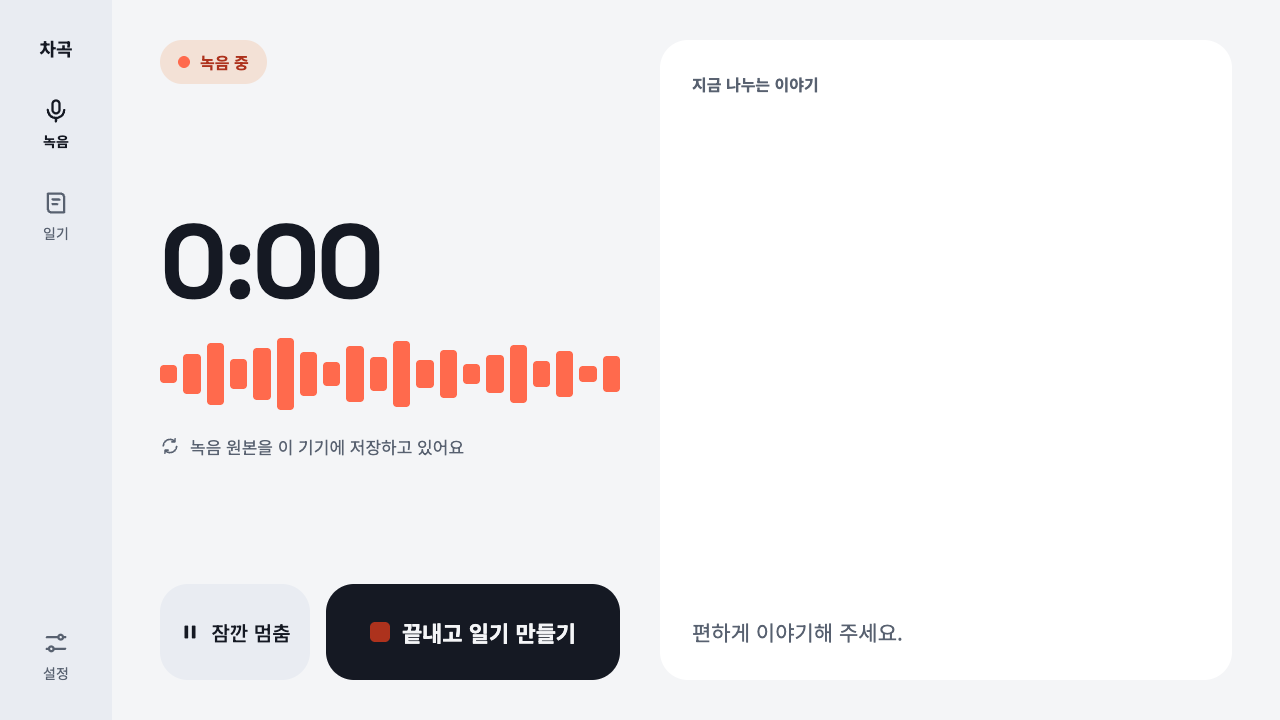 차곡
녹음
일기
설정
녹음 중
0:00
녹음 원본을 이 기기에 저장하고 있어요
잠깐 멈춤
끝내고 일기 만들기
지금 나누는 이야기
편하게 이야기해 주세요.